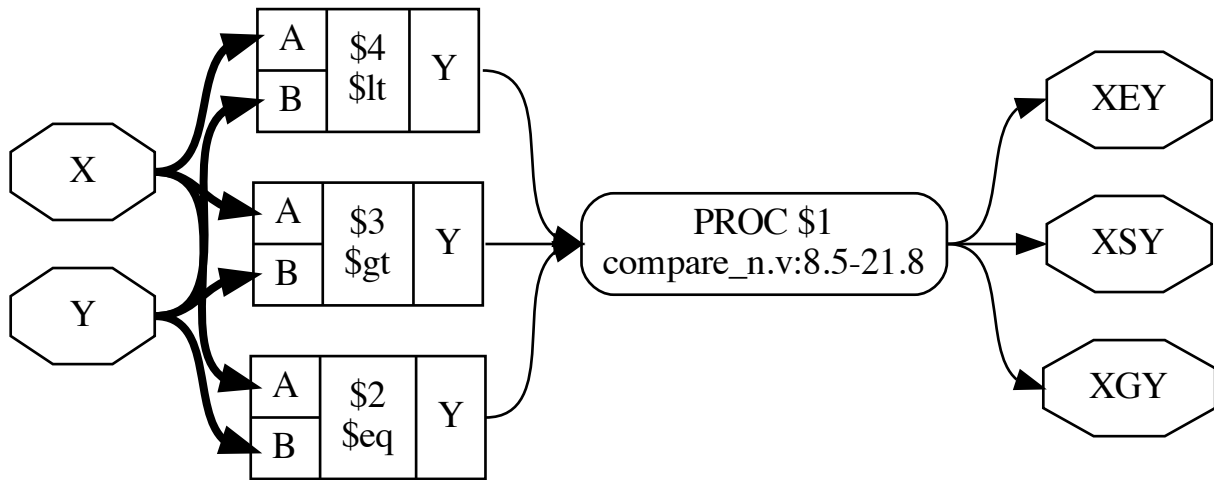 X
Y
A
B
$4
$lt
Y
A
B
$3
$gt
Y
A
B
$2
$eq
Y
PROC $1
compare_n.v:8.5-21.8
XEY
XSY
XGY